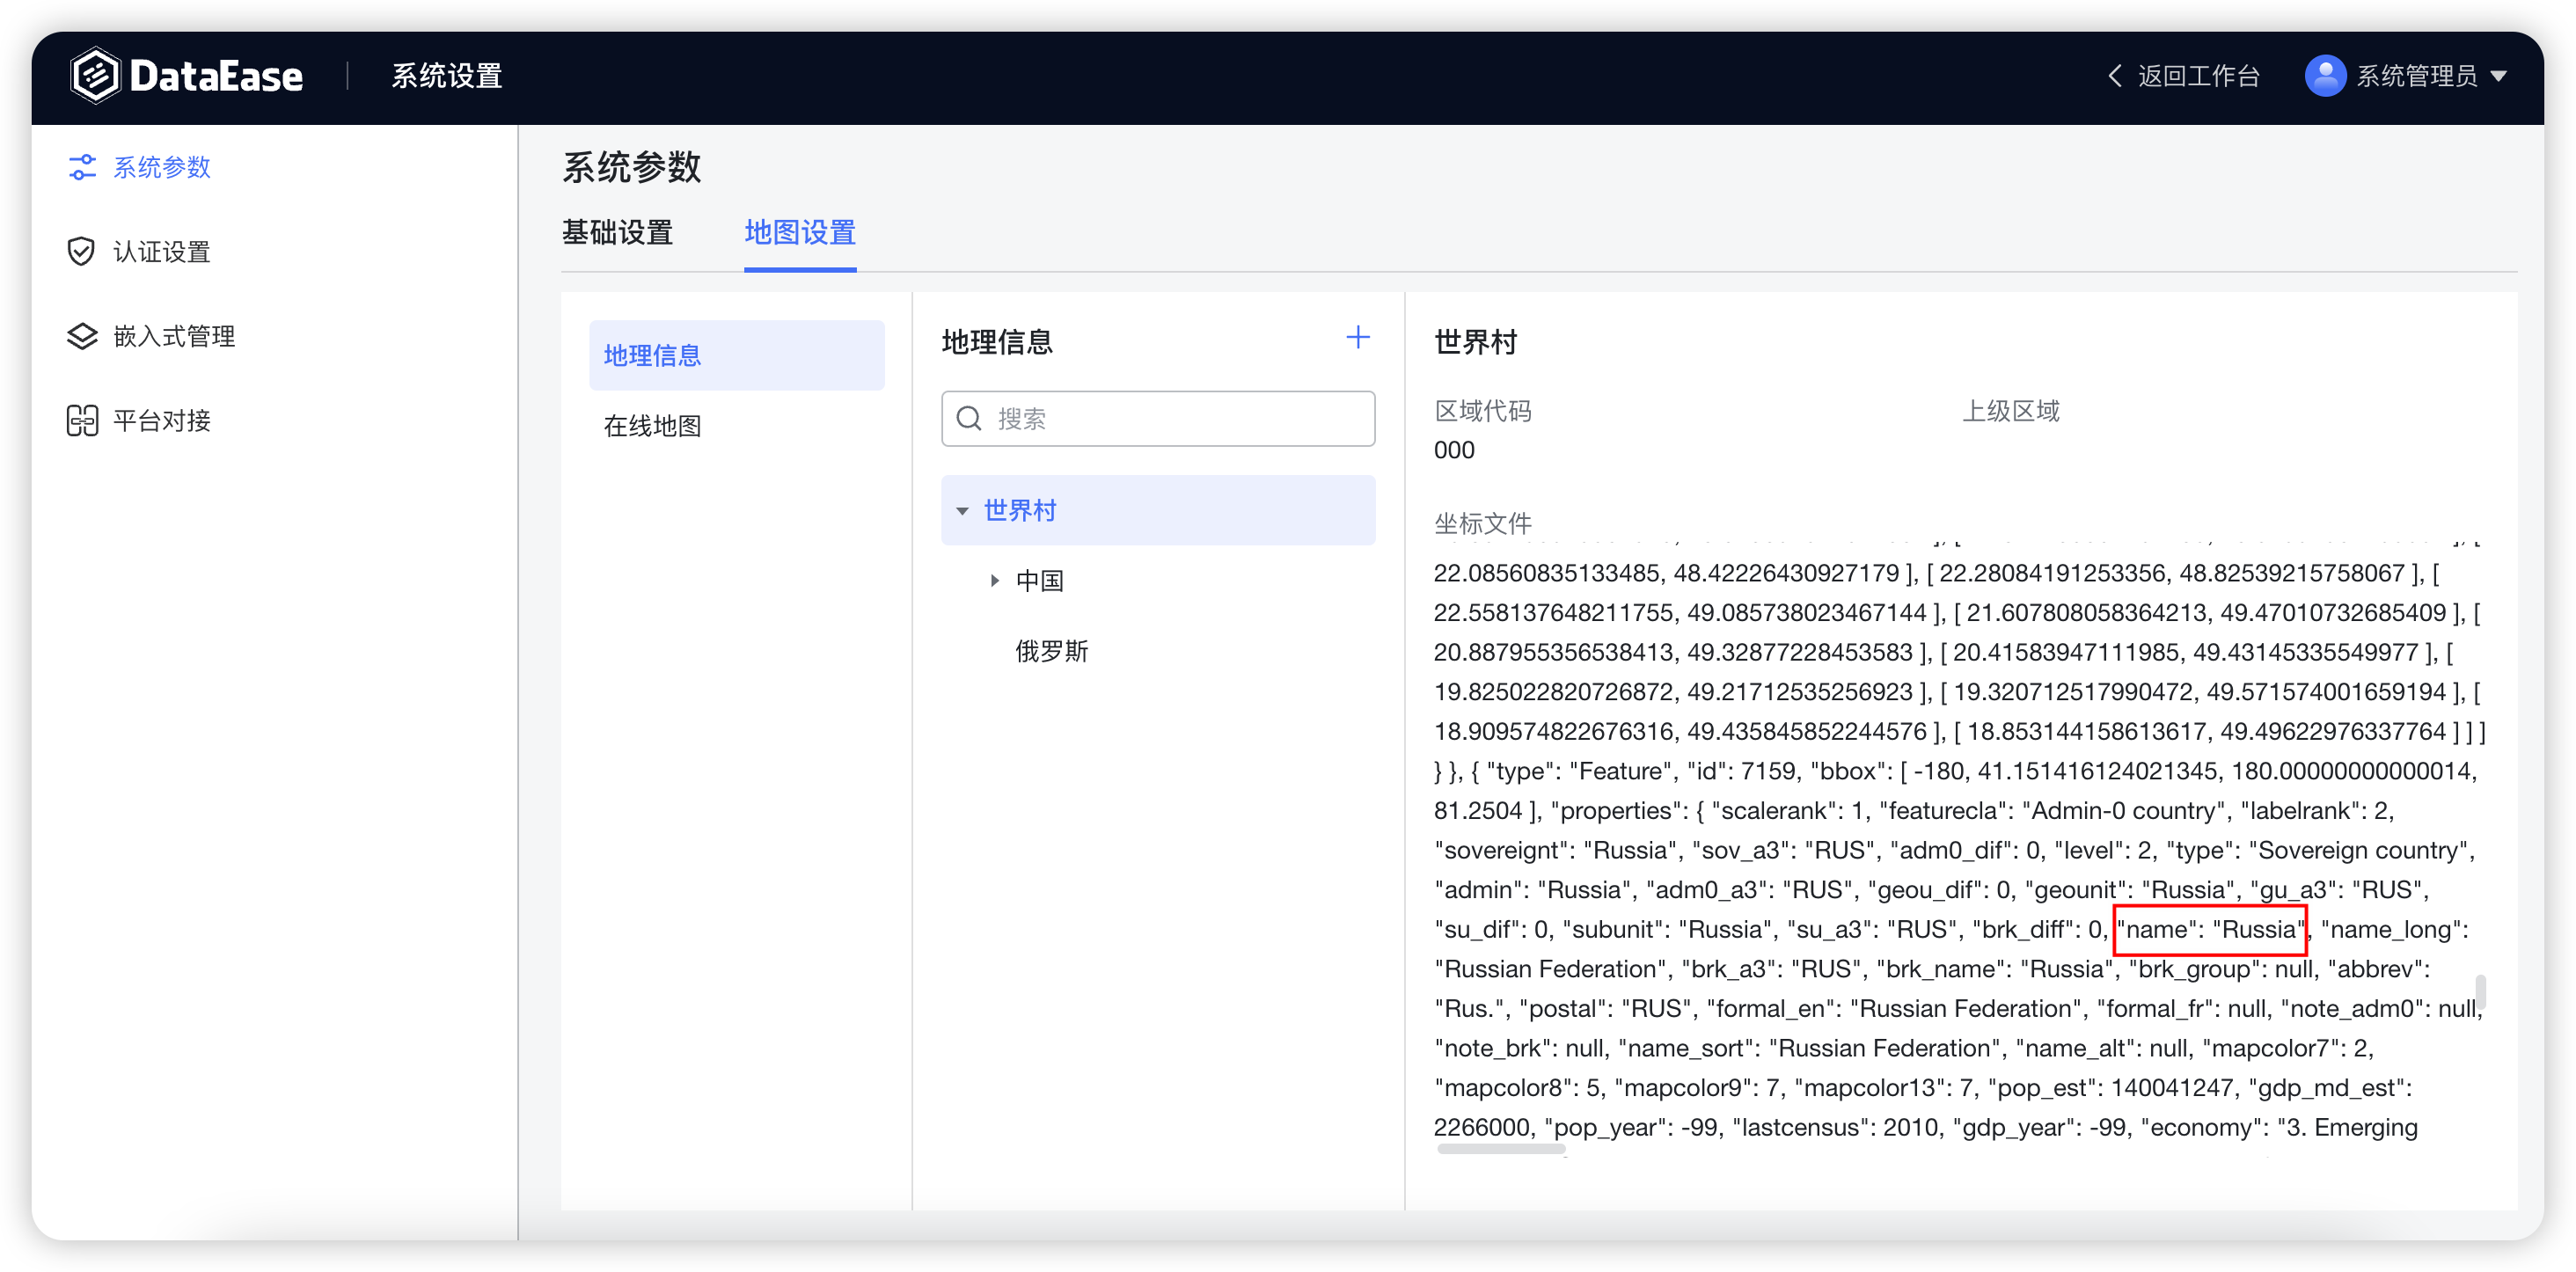 DataEase
系统设置
返回工作台
系统管理员
系统参数
认证设置
嵌入式管理
平台对接
系统参数
基础设置
地图设置
地理信息
在线地图
地理信息
搜索
世界村
中国
俄罗斯
世界村
区域代码
上级区域
000
坐标文件
22.08560835133485, 48.42226430927179 ], [ 22.28084191253356, 48.82539215758067 ], [
22.558137648211755, 49.085738023467144 ], [ 21.607808058364213, 49.47010732685409 ], [
20.887955356538413, 49.32877228453583 ], [ 20.41583947111985, 49.43145335549977 ], [
19.825022820726872, 49.21712535256923 ], [ 19.320712517990472, 49.571574001659194 ], [
18.909574822676316, 49.435845852244576 ], [ 18.853144158613617, 49.49622976337764 ] ] ]
} }, { "type": "Feature", "id": 7159, "bbox": [ -180, 41.151416124021345, 180.00000000000014,
81.2504 ], "properties": { "scalerank": 1, "featurecla": "Admin-0 country", "labelrank": 2,
"sovereignt": "Russia", "sov_a3": "RUS", "adm0_dif": 0, "level": 2, "type": "Sovereign country",
"admin": "Russia", "adm0_a3": "RUS", "geou_dif": 0, "geounit": "Russia", "gu_a3": "RUS",
"su_dif": 0, "subunit": "Russia", "su_a3": "RUS", "brk_diff": 0, "name": "Russia", "name_long":
"Russian Federation", "brk_a3": "RUS", "brk_name": "Russia", "brk_group": null, "abbrev":
"Rus.", "postal": "RUS", "formal_en": "Russian Federation", "formal_fr": null, "note_adm0": null,
"note_brk": null, "name_sort": "Russian Federation", "name_alt": null, "mapcolor7": 2,
"mapcolor8": 5, "mapcolor9": 7, "mapcolor13": 7, "pop_est": 140041247, "gdp_md_est":
2266000, "pop_year": -99, "lastcensus": 2010, "gdp_year": -99, "economy": "3. Emerging